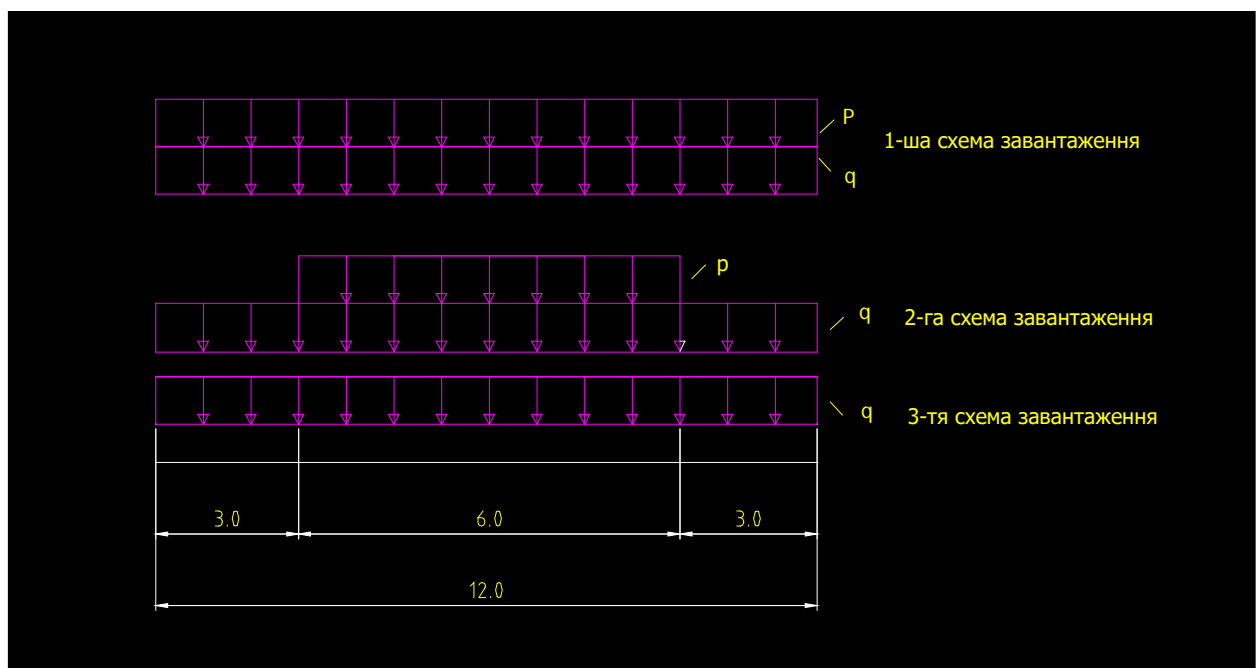 P
1-ша схема завантаження
q
p
q
2-га схема завантаження
q
3-тя схема завантаження
3.0
6.0
3.0
12.0